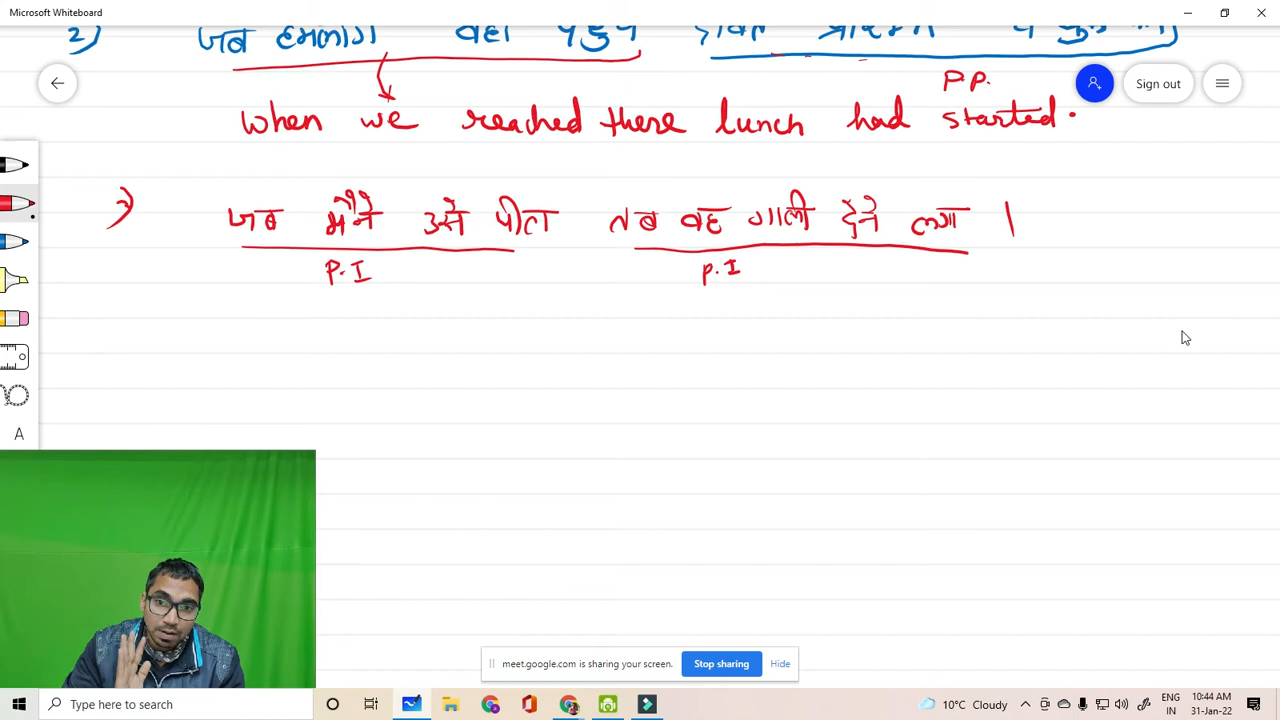 Microsoft Whiteboard
2) जब हमलोग वहां पहुंचे
Sign out
P.P.
when we reached there lunch had started.
जब मैंने उसे पीटा तब वह गाली देने लगा |
P.I P.I
A
meet.google.com is sharing your screen. Stop sharing Hide
Type here to search
10°C Cloudy
ENG
IN
10:44 AM
31-Jan-22